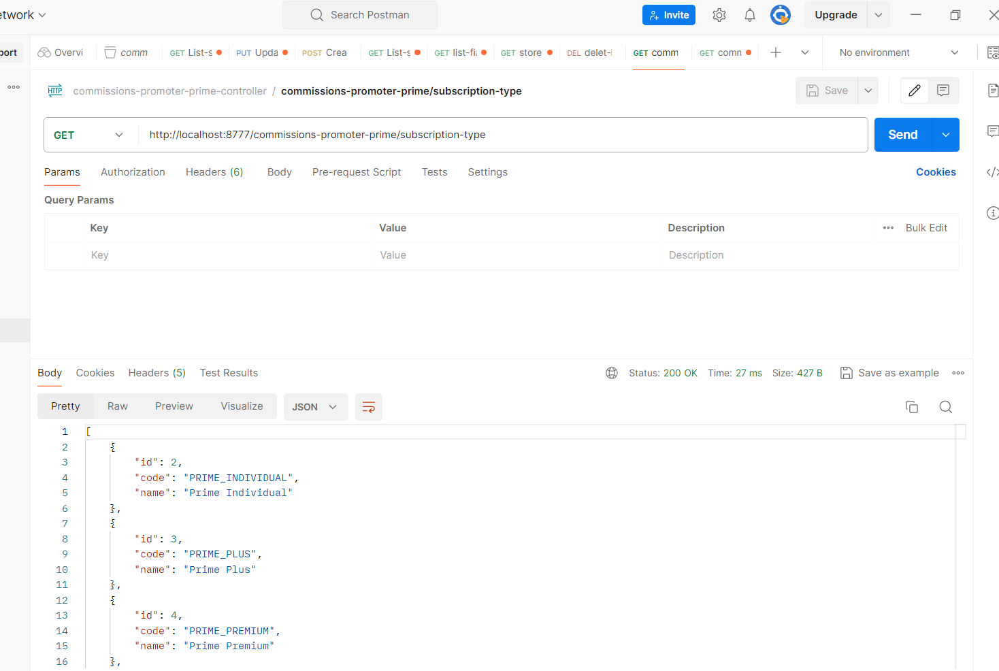 etwork
Search Postman
Invite
Upgrade
port
Overvi
comm
GET List-s
PUT Upda
POST Crea
GET List-s
GET list-fi
GET store
DEL delet-i
GET comm
GET comn
No environment
HTTP commissions-promoter-prime-controller / commissions-promoter-prime/subscription-type
Save
GET http://localhost:8777/commissions-promoter-prime/subscription-type
Send
Params Authorization Headers (6) Body Pre-request Script Tests Settings
Cookies
Query Params
Key Value Description ••• Bulk Edit
Key Value Description
Body Cookies Headers (5) Test Results
Status: 200 OK Time: 27 ms Size: 427 B Save as example
Pretty Raw Preview Visualize JSON
1 [
2 {
3 "id": 2,
4 "code": "PRIME_INDIVIDUAL",
5 "name": "Prime Individual"
6 },
7 {
8 "id": 3,
9 "code": "PRIME_PLUS",
10 "name": "Prime Plus"
11 },
12 {
13 "id": 4,
14 "code": "PRIME_PREMIUM",
15 "name": "Prime Premium"
16 },